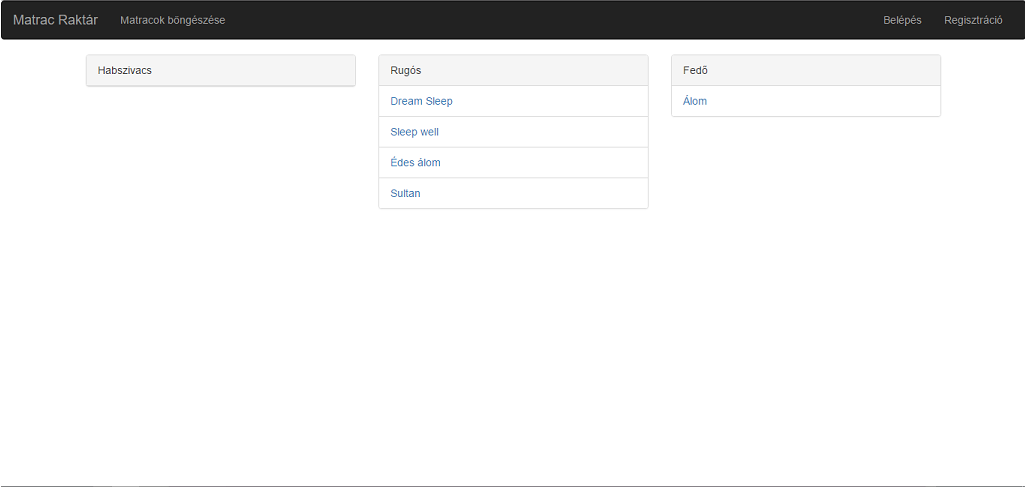 Matrac Raktár Matracok böngészése Belépés Regisztráció
Habszivacs
Rugós
Dream Sleep
Sleep well
Édes álom
Sultan
Fedő
Álom